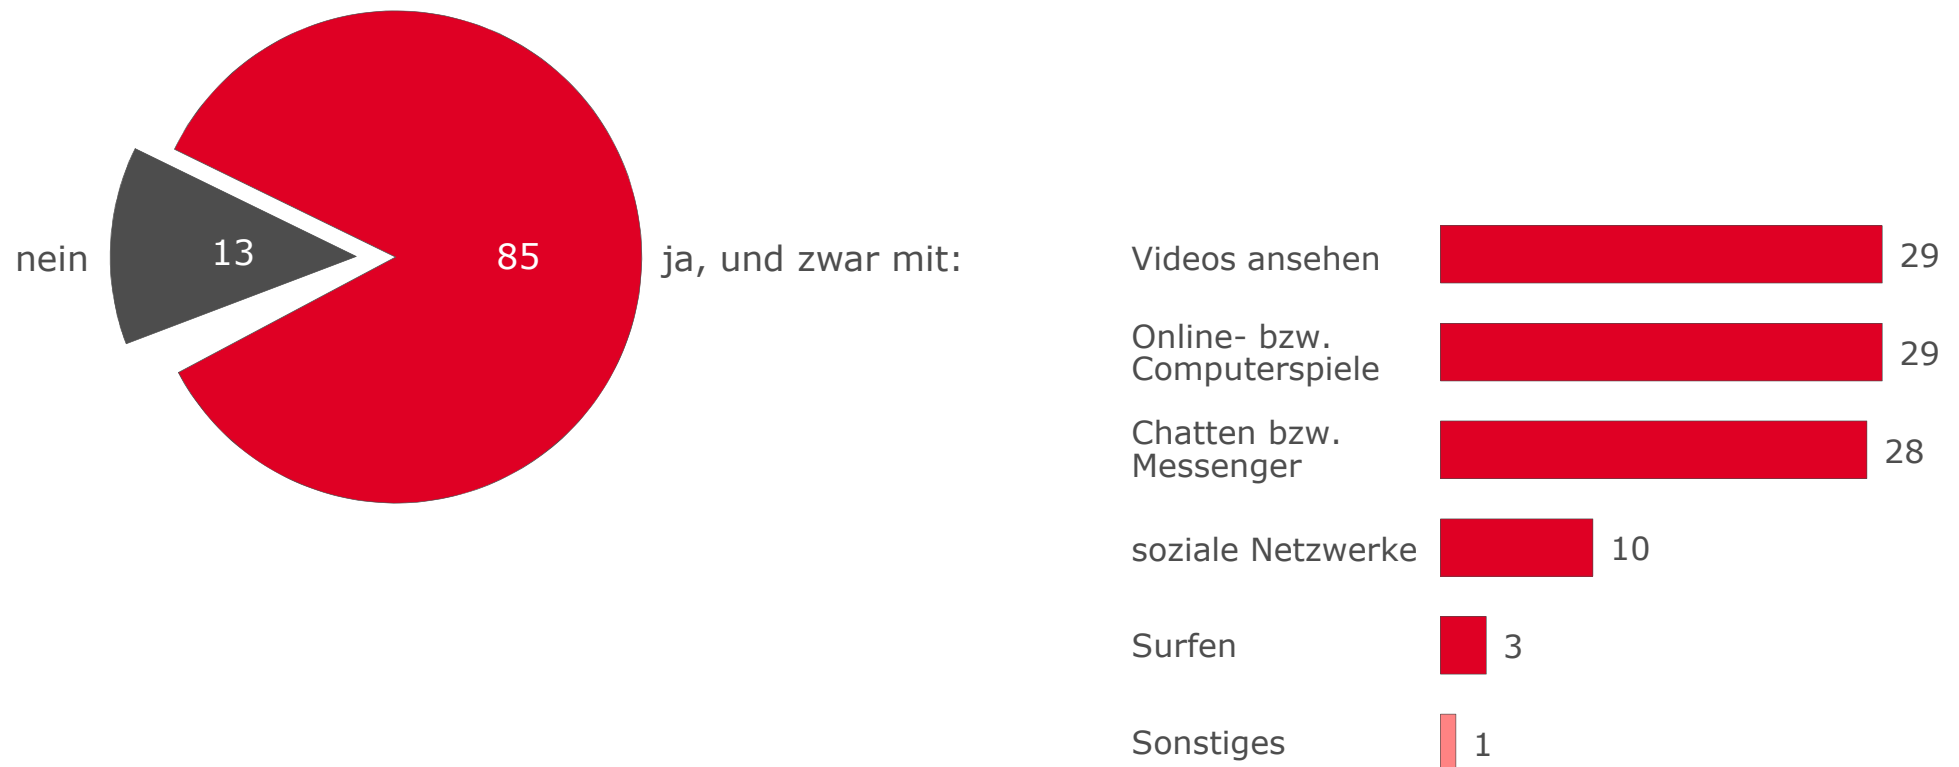 nein
13
85
ja, und zwar mit:
Videos ansehen
29
Online- bzw.
Computerspiele
29
Chatten bzw.
Messenger
28
soziale Netzwerke
10
Surfen
3
Sonstiges
1